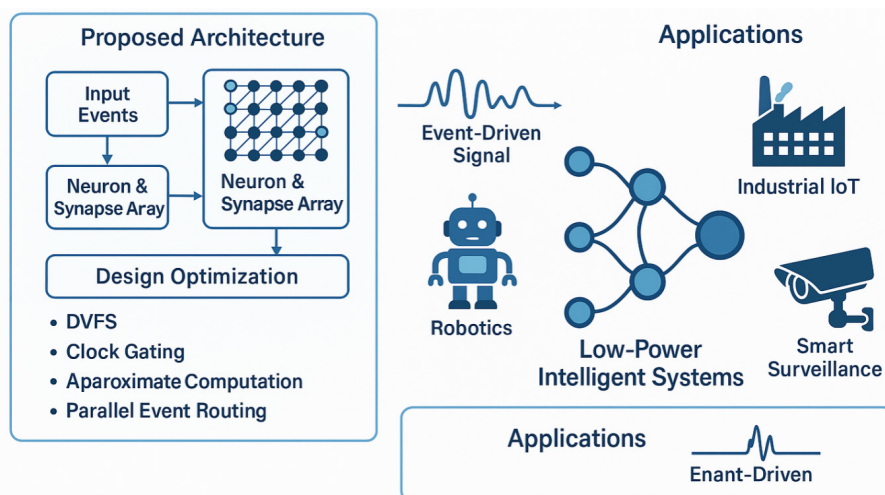 Proposed Architecture
Input
Events
Neuron &
Synapse Aray
Neuron &
Synapse Array
Design Optimization
• DVFS
• Clock Gating
• Aparoximate Computation
• Parallel Event Routing
Applications
Event-Driven
Signal
Industrial IoT
Robotics
Low-Power
Intelligent Systems
Smart
Surveillance
Applications
Enant-Driven